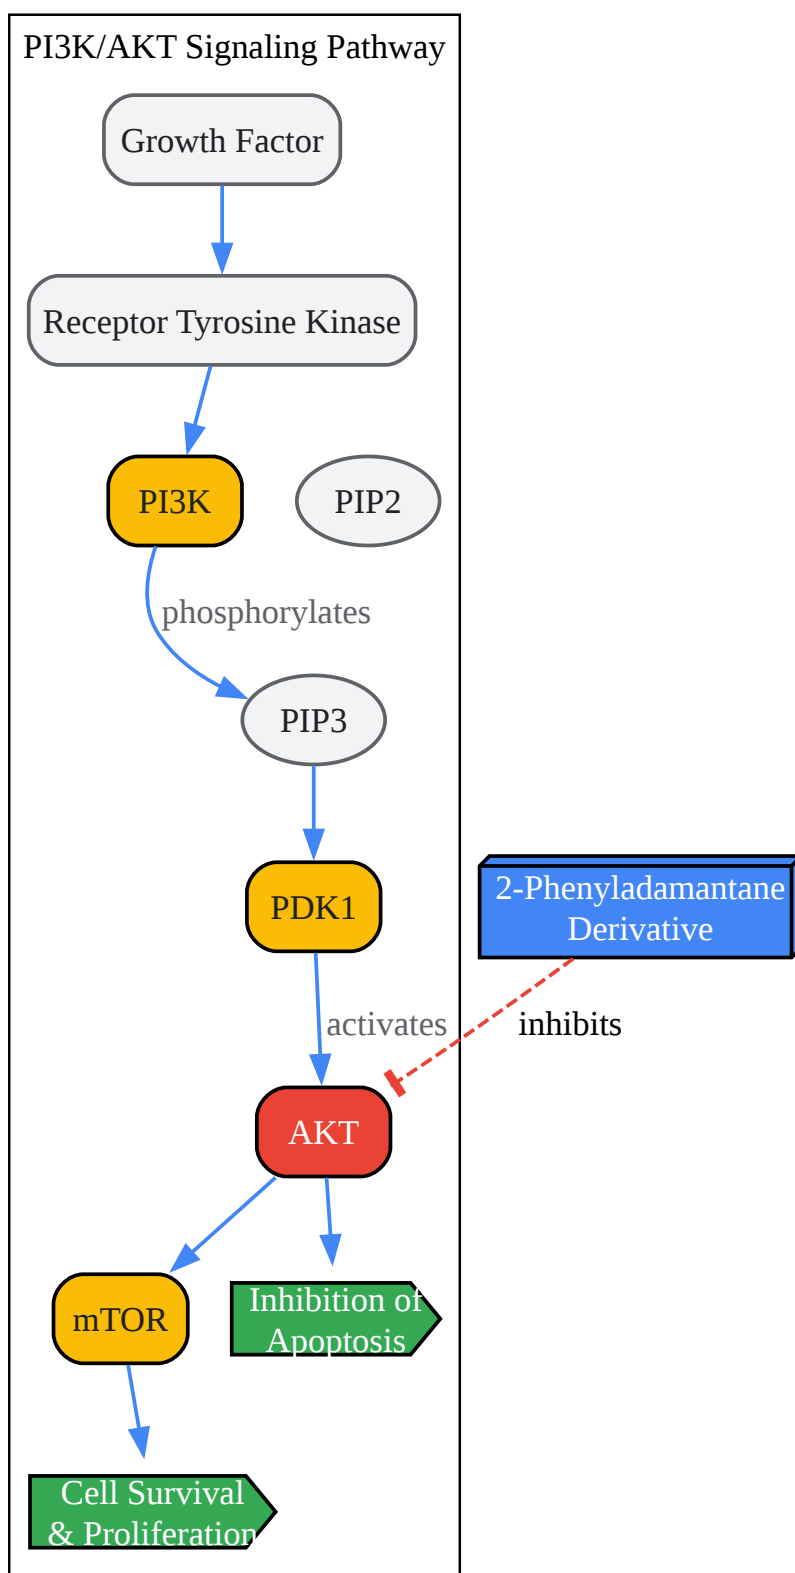 PI3K/AKT Signaling Pathway
Growth Factor
Receptor Tyrosine Kinase
PI3K
PIP2
phosphorylates
PIP3
PDK1
2-Phenyladamantane
Derivative
activates
inhibits
AKT
mTOR
Inhibition of
Apoptosis
Cell Survival
& Proliferation